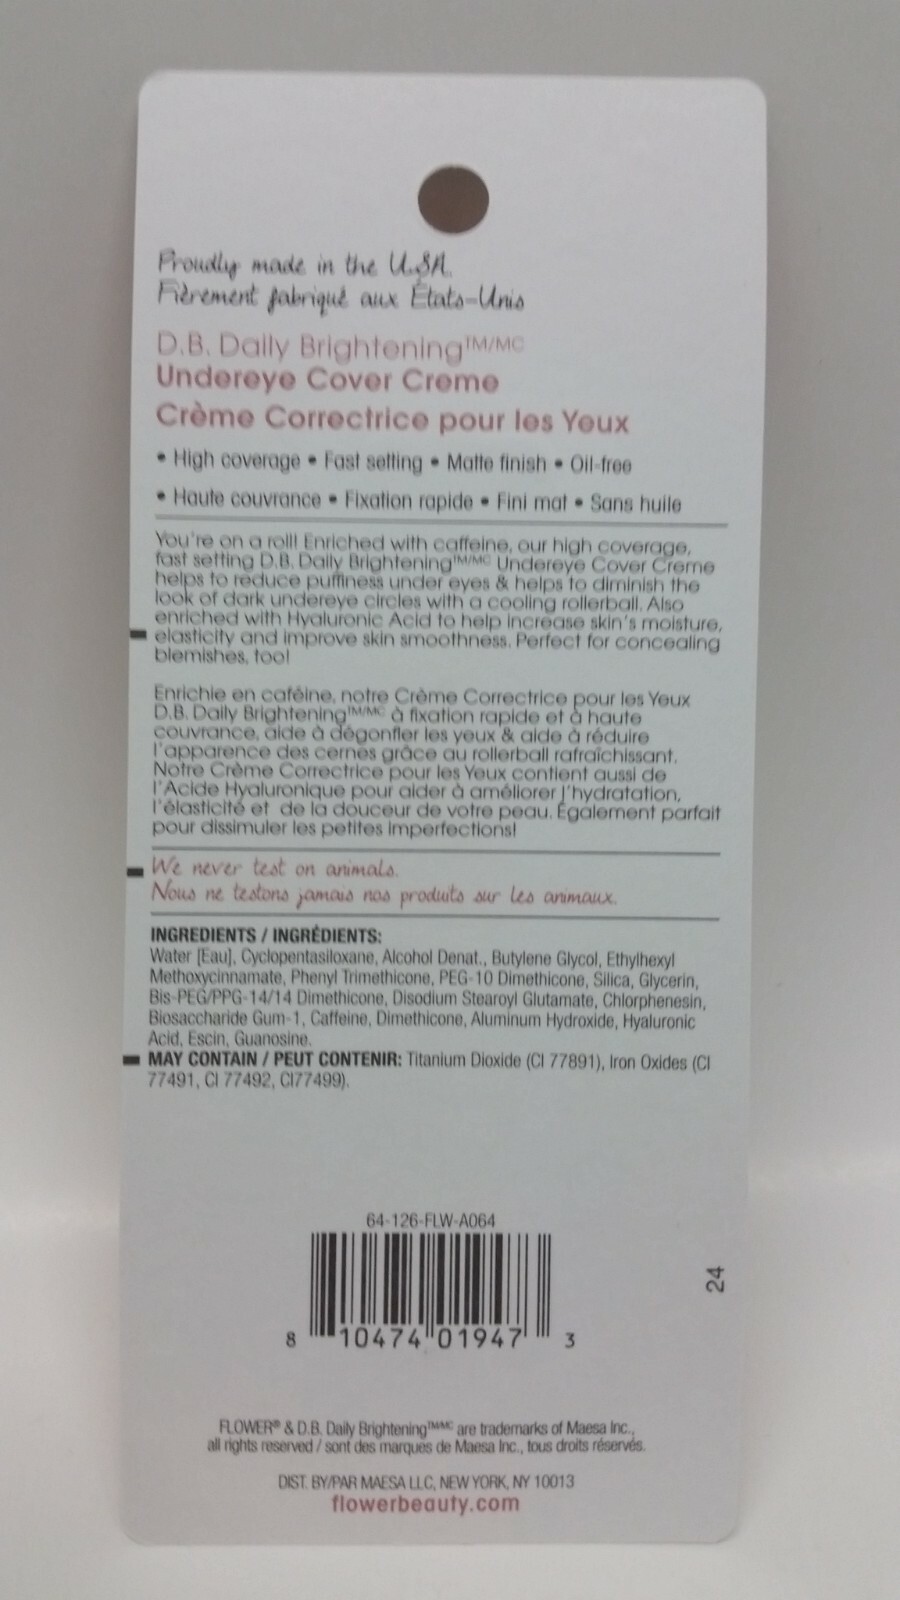 Proudly made in the U.S.A.
Fièrement fabriqué aux États-Unis
D.B. Daily Brightening™/MC
Undereye Cover Creme
Crème Correctrice pour les Yeux
• High coverage • Fast setting • Matte finish • Oil-free
• Haute couvrance • Fixation rapide • Fini mat • Sans huile
You're on a roll! Enriched with caffeine, our high coverage,
fast setting D.B. Daily Brightening™/MC Undereye Cover Creme
helps to reduce puffiness under eyes & helps to diminish the
look of dark undereye circles with a cooling rollerball. Also
enriched with Hyaluronic Acid to help increase skin's moisture,
elasticity and improve skin smoothness. Perfect for concealing
blemishes, too!
Enrichie en caféine, notre Crème Correctrice pour les Yeux
D.B. Daily Brightening™/MC à fixation rapide et à haute
couvrance, aide à dégonfler les yeux & aide à réduire
l'apparence des cernes grâce au rollerball rafraîchissant.
Notre Crème Correctrice pour les Yeux contient aussi de
l'Acide Hyaluronique pour aider à améliorer l'hydratation,
l'élasticité et de la douceur de votre peau. Également parfait
pour dissimuler les petites imperfections!
We never test on animals.
Nous ne testons jamais nos produits sur les animaux.
INGREDIENTS / INGRÉDIENTS:
Water [Eau], Cyclopentasiloxane, Alcohol Denat., Butylene Glycol, Ethylhexyl
Methoxycinnamate, Phenyl Trimethicone, PEG-10 Dimethicone, Silica, Glycerin,
Bis-PEG/PPG-14/14 Dimethicone, Disodium Stearoyl Glutamate, Chlorphenesin,
Biosaccharide Gum-1, Caffeine, Dimethicone, Aluminum Hydroxide, Hyaluronic
Acid, Escin, Guanosine.
MAY CONTAIN / PEUT CONTENIR: Titanium Dioxide (CI 77891), Iron Oxides (CI
77491, CI 77492, CI77499).
64-126-FLW-A064
24
8 10474 01947 3
FLOWER® & D.B. Daily Brightening™/MC are trademarks of Maesa Inc.,
all rights reserved / sont des marques de Maesa Inc., tous droits réservés.
DIST. BY/PAR MAESA LLC, NEW YORK, NY 10013
flowerbeauty.com